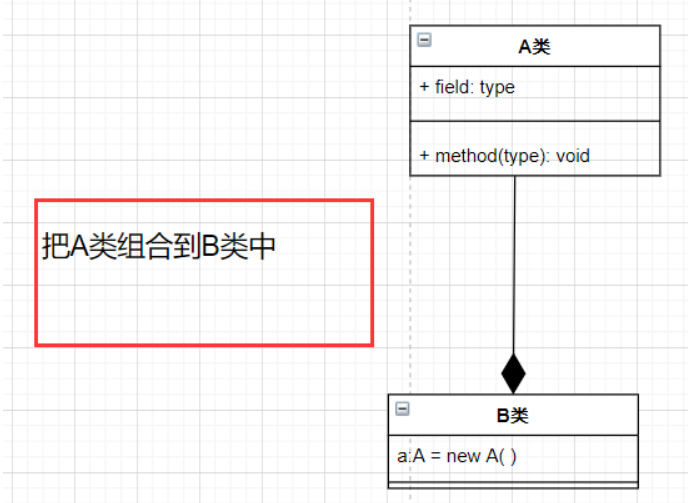 A类
+ field: type
+ method(type): void
把A类组合到B类中
B类
a:A = new A( )